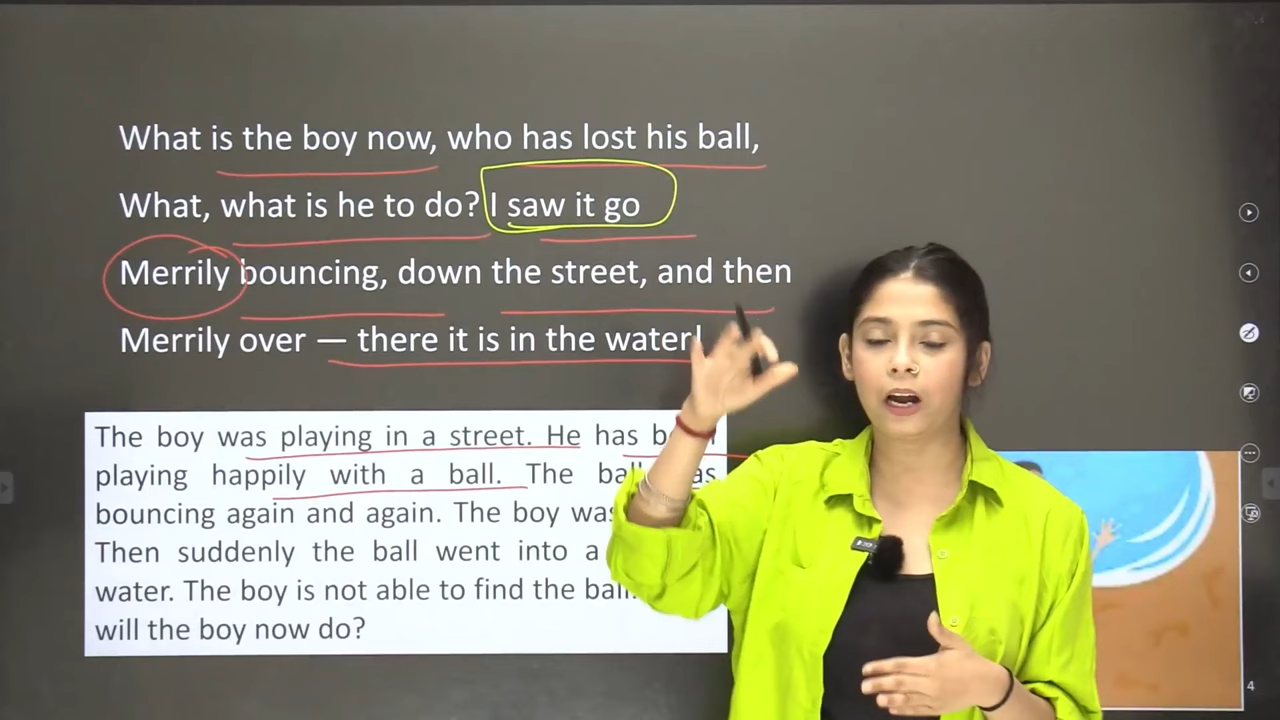 What is the boy now, who has lost his ball,
What, what is he to do? I saw it go
Merrily bouncing, down the street, and then
Merrily over — there it is in the water!
The boy was playing in a street. He has
playing happily with a ball. The
bouncing again and again. The boy was
Then suddenly the ball went into a
water. The boy is not able to find the ball.
will the boy now do?
4